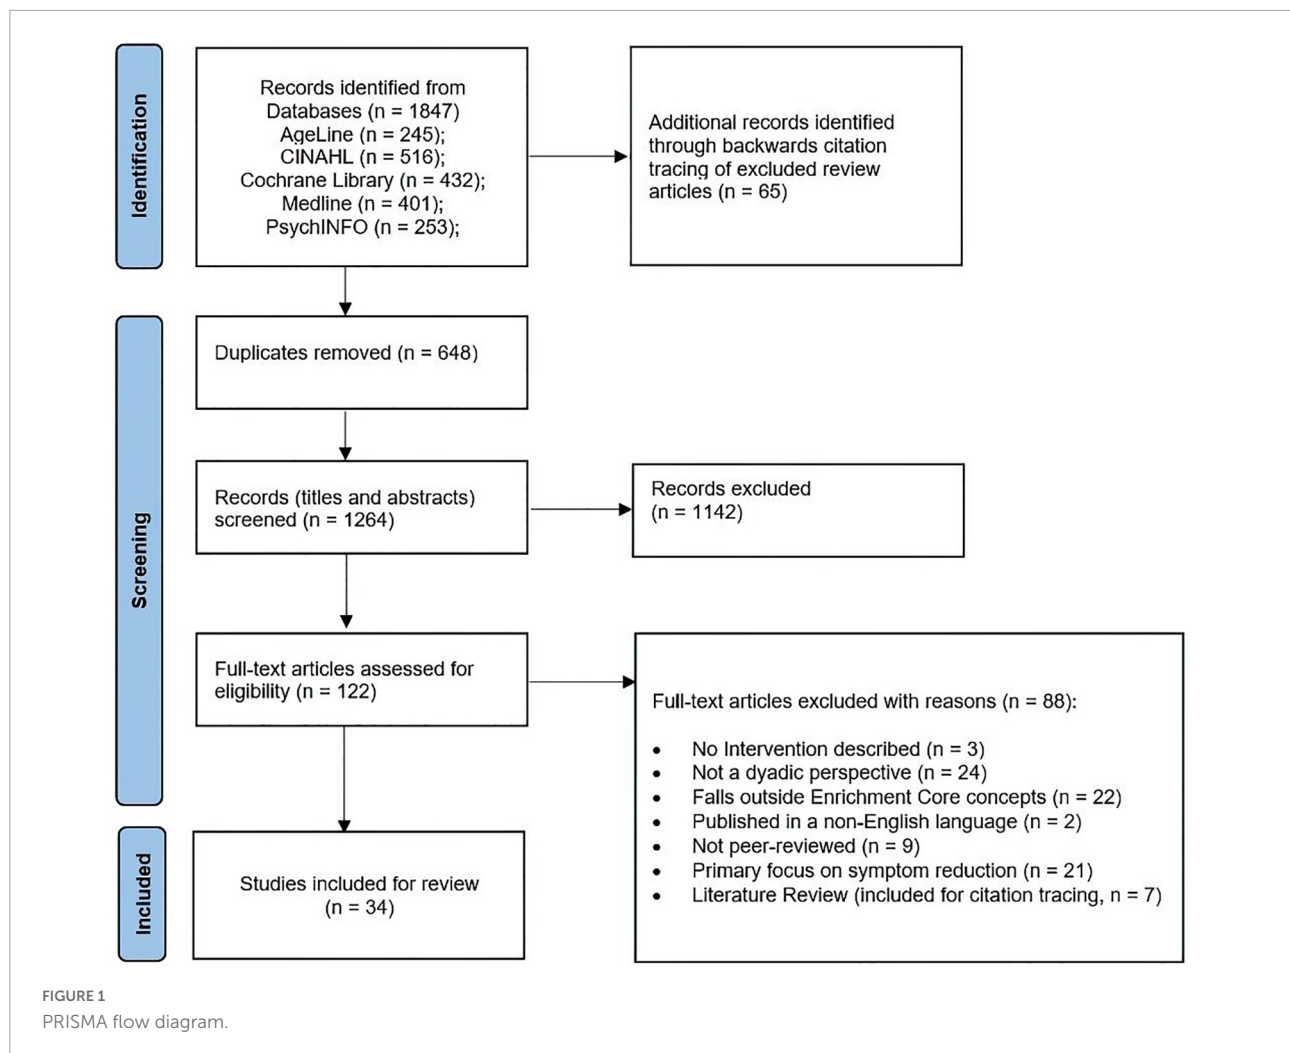 Identification
Records identified from
Databases (n = 1847)
AgeLine (n = 245);
CINAHL (n = 516);
Cochrane Library (n = 432);
Medline (n = 401);
PsychINFO (n = 253);
Additional records identified
through backwards citation
tracing of excluded review
articles (n = 65)
Screening
Duplicates removed (n = 648)
Records (titles and abstracts)
screened (n = 1264)
Records excluded
(n = 1142)
Full-text articles assessed for
eligibility (n = 122)
Full-text articles excluded with reasons (n = 88):
• No Intervention described (n = 3)
• Not a dyadic perspective (n = 24)
• Falls outside Enrichment Core concepts (n = 22)
• Published in a non-English language (n = 2)
• Not peer-reviewed (n = 9)
• Primary focus on symptom reduction (n = 21)
• Literature Review (included for citation tracing, n = 7)
Included
Studies included for review
(n = 34)
FIGURE 1
PRISMA flow diagram.